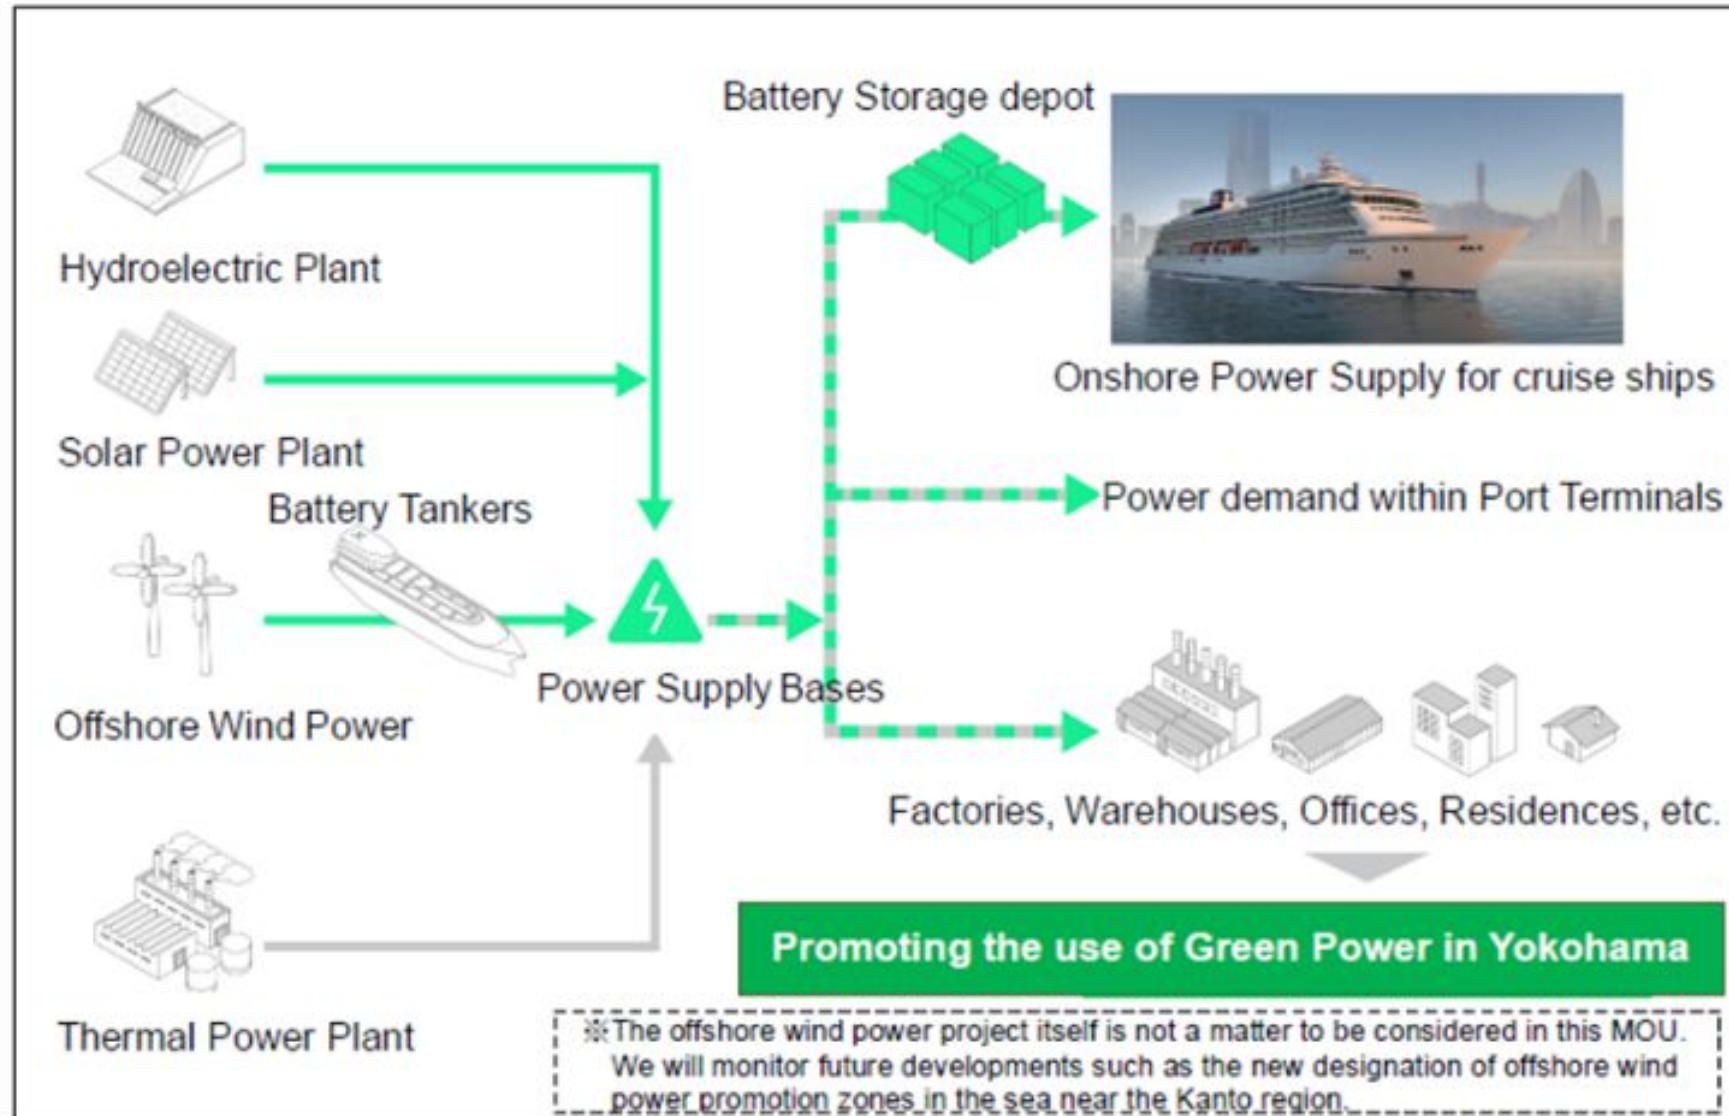 Battery Storage depot
Hydroelectric Plant
Onshore Power Supply for cruise ships
Solar Power Plant
Battery Tankers
Power demand within Port Terminals
Power Supply Bases
Offshore Wind Power
Factories, Warehouses, Offices, Residences, etc.
Promoting the use of Green Power in Yokohama
Thermal Power Plant
※The offshore wind power project itself is not a matter to be considered in this MOU.
We will monitor future developments such as the new designation of offshore wind
power promotion zones in the sea near the Kanto region.